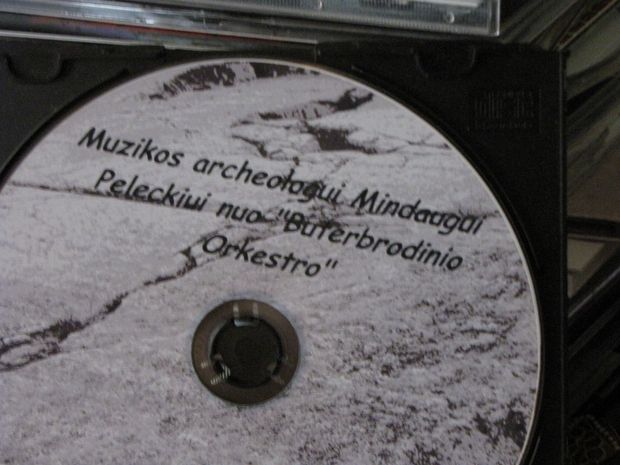 Muzikos archeologui Mindaugui
Peleckiui nuo "Buterbrodinio
Orkestro"